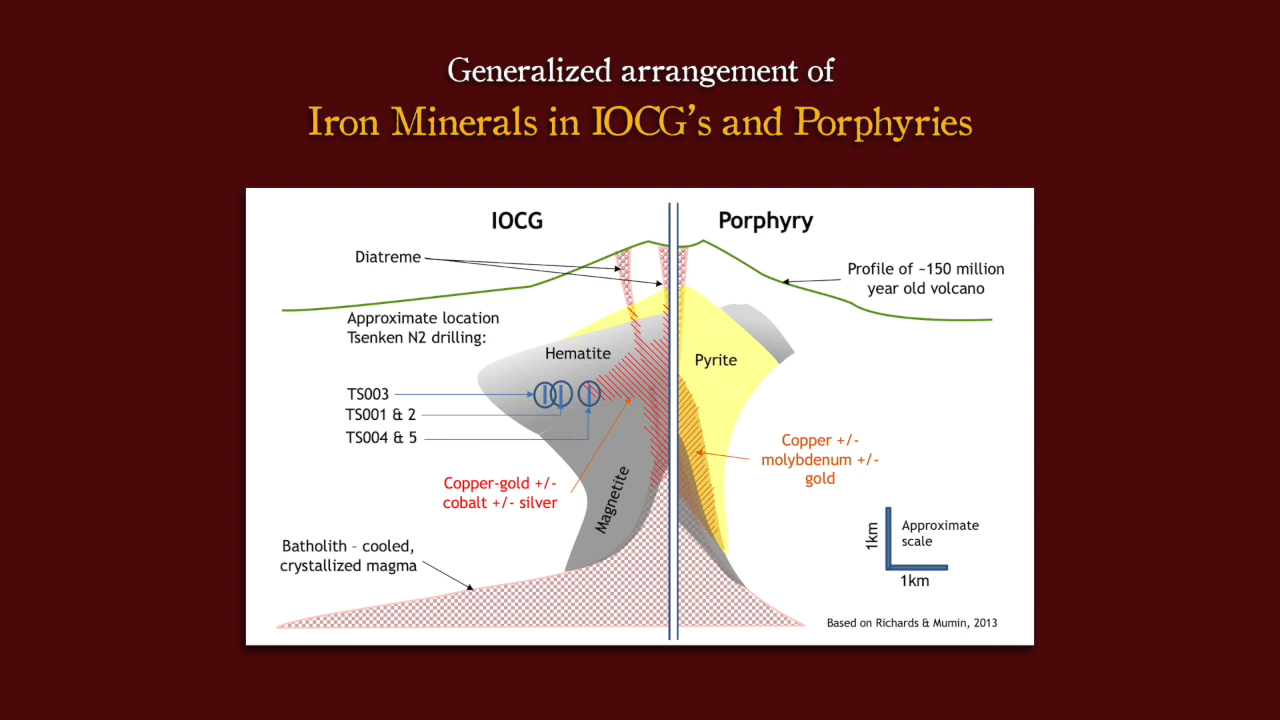 Generalized arrangement of
Iron Minerals in IOCG's and Porphyries
IOCG
Porphyry
Diatreme
Profile of ~150 million
year old volcano
Approximate location
Tsenken N2 drilling:
Hematite
Pyrite
TS003
TS001 & 2
TS004 & 5
Copper +/-
molybdenum +/-
gold
Copper-gold +/-
cobalt +/- silver
Magnetite
Batholith – cooled,
crystallized magma
1km
Approximate
scale
1km
Based on Richards & Mumin, 2013